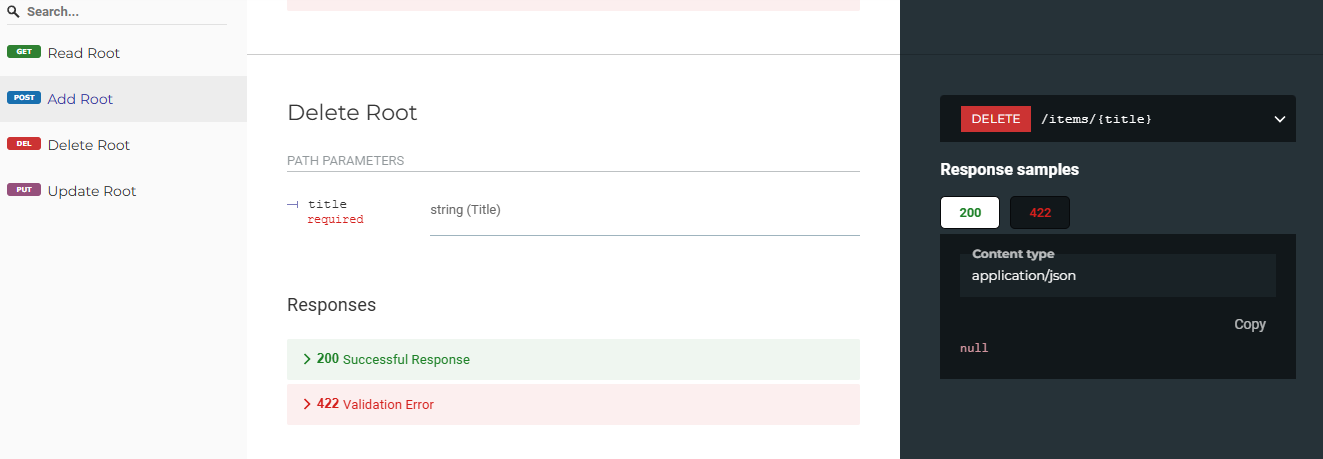 Search...
GET Read Root
POST Add Root
DEL Delete Root
PUT Update Root
Delete Root
PATH PARAMETERS
title
required
string (Title)
Responses
200 Successful Response
422 Validation Error
DELETE /items/{title}
Response samples
200 422
Content type
application/json
Copy
null